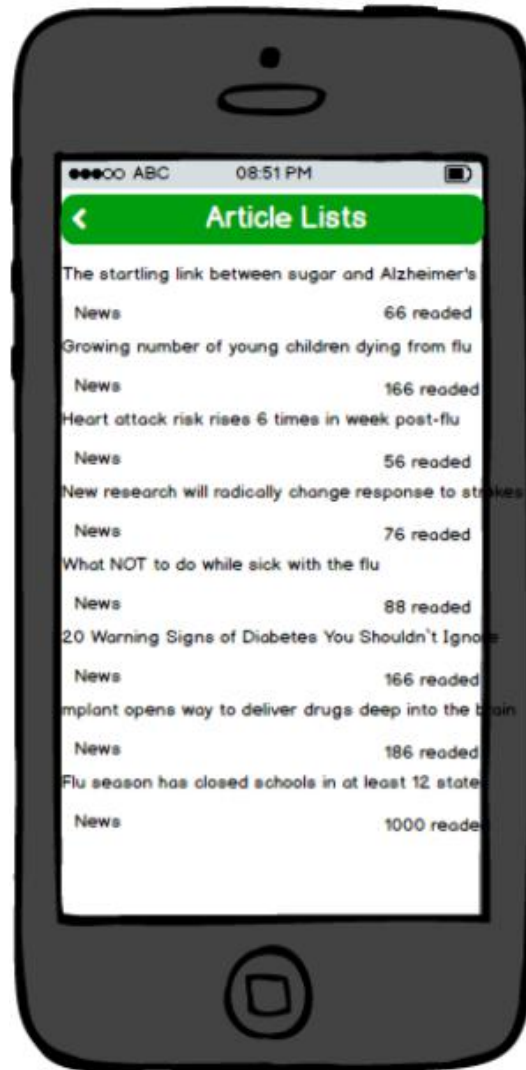 ABC 08:51 PM
Article Lists
The startling link between sugar and Alzheimer's
News 66 readed
Growing number of young children dying from flu
News 166 readed
Heart attack risk rises 6 times in week post-flu
News 56 readed
New research will radically change response to strokes
News 76 readed
What NOT to do while sick with the flu
News 88 readed
20 Warning Signs of Diabetes You Shouldn`t Ignore
News 166 readed
mplant opens way to deliver drugs deep into the brain
News 186 readed
Flu season has closed schools in at least 12 state
News 1000 readed